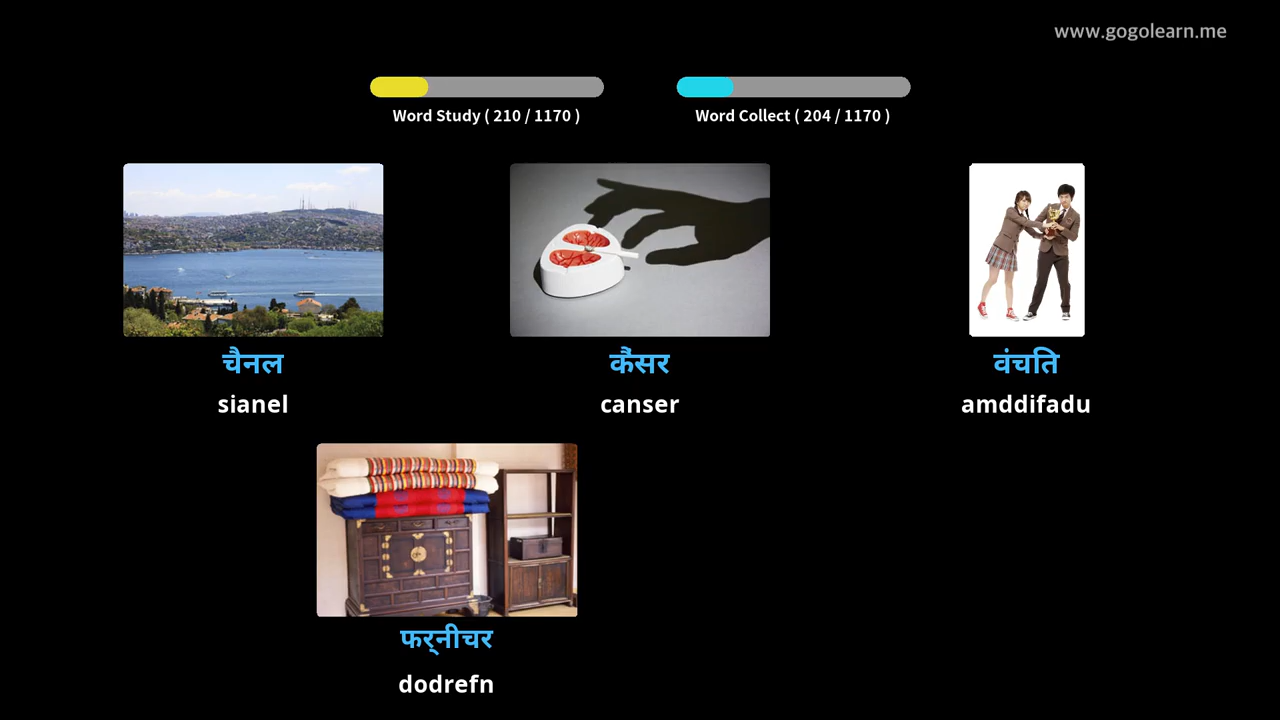 www.gogolearn.me
Word Study ( 210 / 1170 )
Word Collect ( 204 / 1170 )
चैनल
कैंसर
वंचति
sianel
canser
amddifadu
फर्नीचर
dodrefn